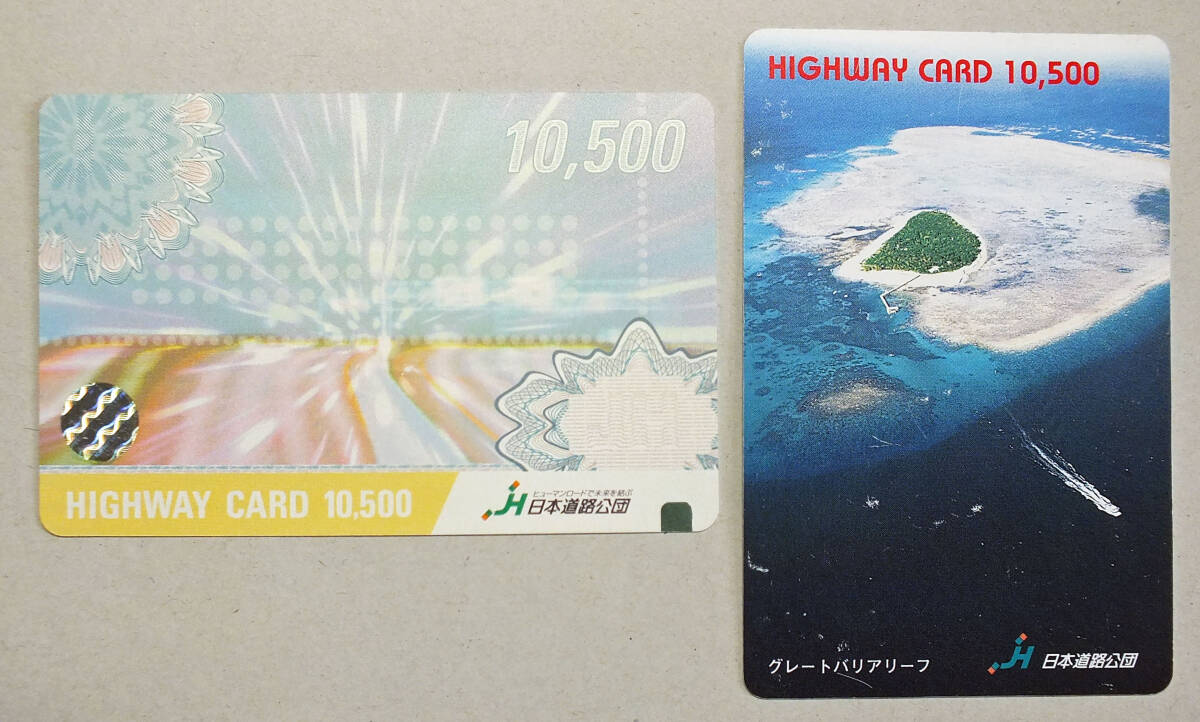 10,500
HIGHWAY CARD 10,500
JH
ヒューマンロードで未来を結ぶ
日本道路公団
HIGHWAY CARD 10,500
グレートバリアリーフ
JH 日本道路公団